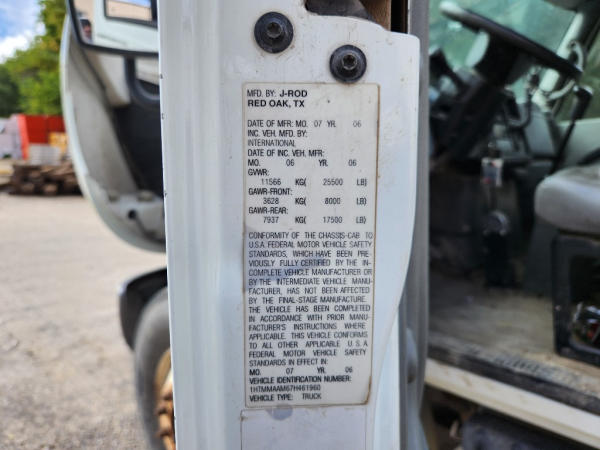 MFD. BY: J-ROD
RED OAK, TX
DATE OF MFR: MO. 07 YR. 06
INC. VEH. MFD. BY:
INTERNATIONAL
DATE OF INC. VEH. MFR:
MO. 06 YR. 06
GVWR:
11566 KG( 25500 LB)
GAWR-FRONT:
3628 KG( 8000 LB)
GAWR-REAR:
7937 KG( 17500 LB)
CONFORMITY OF THE CHASSIS-CAB TO
U.S.A. FEDERAL MOTOR VEHICLE SAFETY
STANDARDS, WHICH HAVE BEEN PRE-
VIOUSLY FULLY CERTIFIED BY THE IN-
COMPLETE VEHICLE MANUFACTURER OR
BY THE INTERMEDIATE VEHICLE MANU-
FACTURER, HAS NOT BEEN AFFECTED
BY THE FINAL-STAGE MANUFACTURE.
THE VEHICLE HAS BEEN COMPLETED
IN ACCORDANCE WITH PRIOR MANU-
FACTURER'S INSTRUCTIONS WHERE
APPLICABLE. THIS VEHICLE CONFORMS
TO ALL OTHER APPLICABLE U.S.A.
FEDERAL MOTOR VEHICLE SAFETY
STANDARDS IN EFFECT IN:
MO. 07 YR. 06
VEHICLE IDENTIFICATION NUMBER:
1HTMMAAM67H461960
VEHICLE TYPE: TRUCK